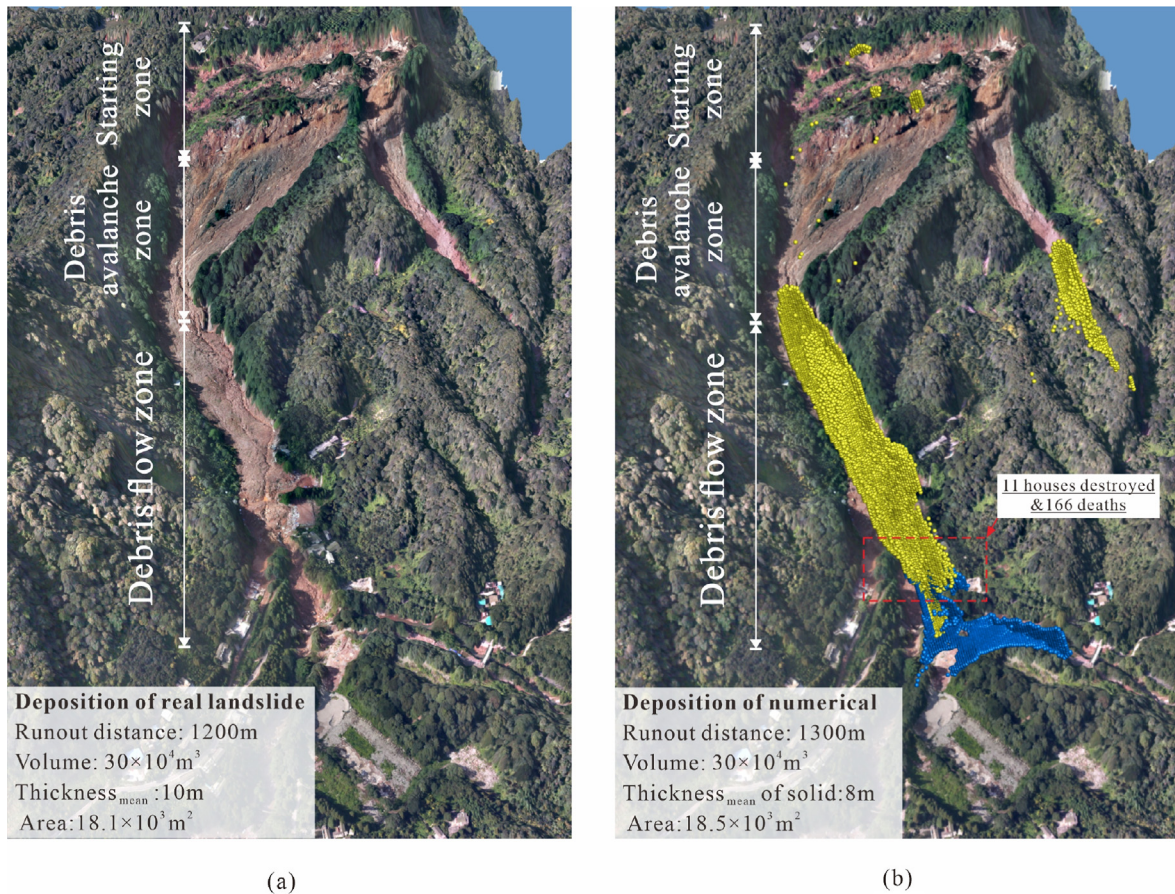 Starting
zone
Debris
avalanche
zone
Debris flow zone
Deposition of real landslide
Runout distance: 1200m
Volume: 30×10⁴m³
Thicknessmean :10m
Area:18.1×10³m²
(a)
Starting
zone
Debris
avalanche
zone
Debris flow zone
11 houses destroyed
&166 deaths
Deposition of numerical
Runout distance: 1300m
Volume: 30×10⁴m³
Thicknessmean of solid:8m
Area:18.5×10³m²
(b)